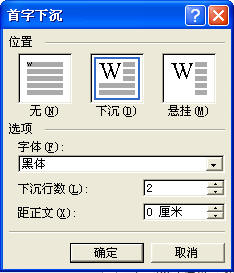 首字下沉
位置
W W W
无(N) 下沉(D) 悬挂(M)
选项
字体(F):
黑体
下沉行数(L): 2
距正文(X): 0 厘米
确定 取消